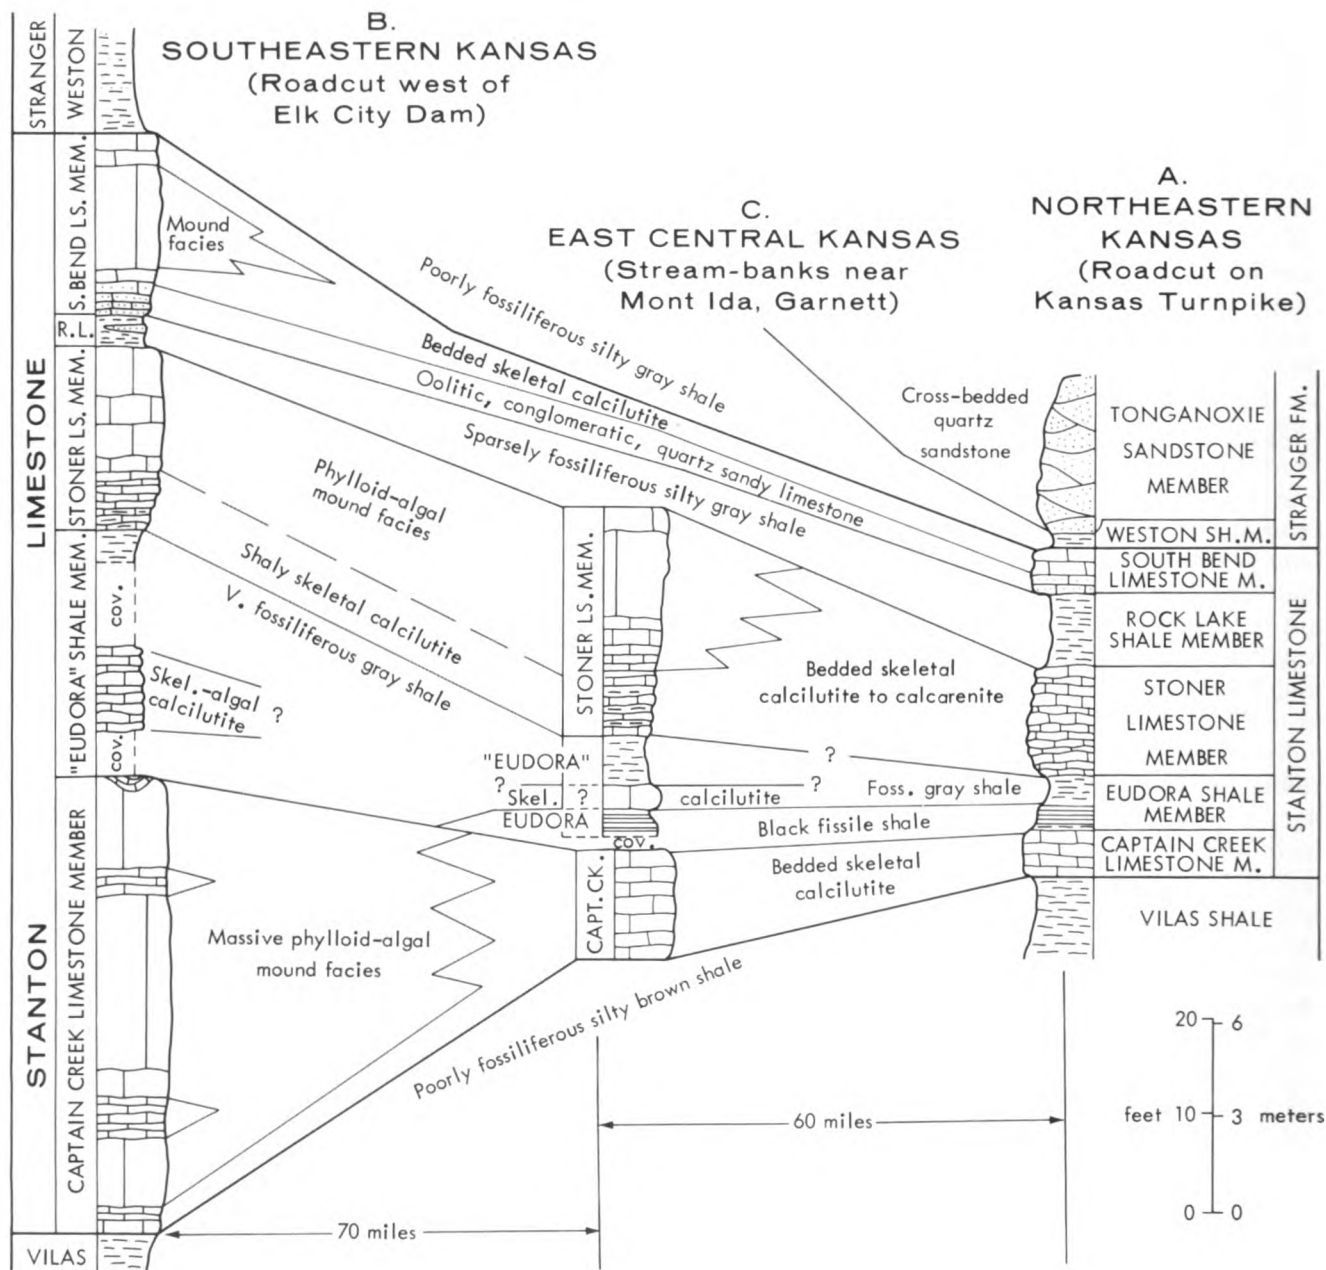 B.
SOUTHEASTERN KANSAS
(Roadcut west of
Elk City Dam)
C.
EAST CENTRAL KANSAS
(Stream-banks near
Mont Ida, Garnett)
A.
NORTHEASTERN
KANSAS
(Roadcut on
Kansas Turnpike)
STRANGER
WESTON
LIMESTONE
STANTON
S. BEND LS. MEM.
R.L.
STONER LS. MEM.
"EUDORA" SHALE MEM.
CAPTAIN CREEK LIMESTONE MEMBER
VILAS
cov.
cov.
Mound
facies
Poorly fossiliferous silty gray shale
Bedded skeletal calcilutite
Oolitic, conglomeratic, quartz sandy limestone
Sparsely fossiliferous silty gray shale
Phylloid-algal
mound facies
Shaly skeletal calcilutite
V. fossiliferous gray shale
Skel.-algal ?
calcilutite
Massive phylloid-algal
mound facies
Poorly fossiliferous silty brown shale
STONER LS. MEM.
"EUDORA"
?
Skel. ?
calcilutite
?
EUDORA
cov.
CAPT. CK.
Cross-bedded
quartz
sandstone
Bedded skeletal
calcilutite to calcarenite
?
Foss. gray shale
Black fissile shale
Bedded skeletal
calcilutite
TONGANOXIE
SANDSTONE
MEMBER
WESTON SH. M.
SOUTH BEND
LIMESTONE M.
ROCK LAKE
SHALE MEMBER
STONER
LIMESTONE
MEMBER
EUDORA SHALE
MEMBER
CAPTAIN CREEK
LIMESTONE M.
VILAS SHALE
STRANGER FM.
STANTON LIMESTONE
70 miles
60 miles
20 6
feet 10 3 meters
0 0